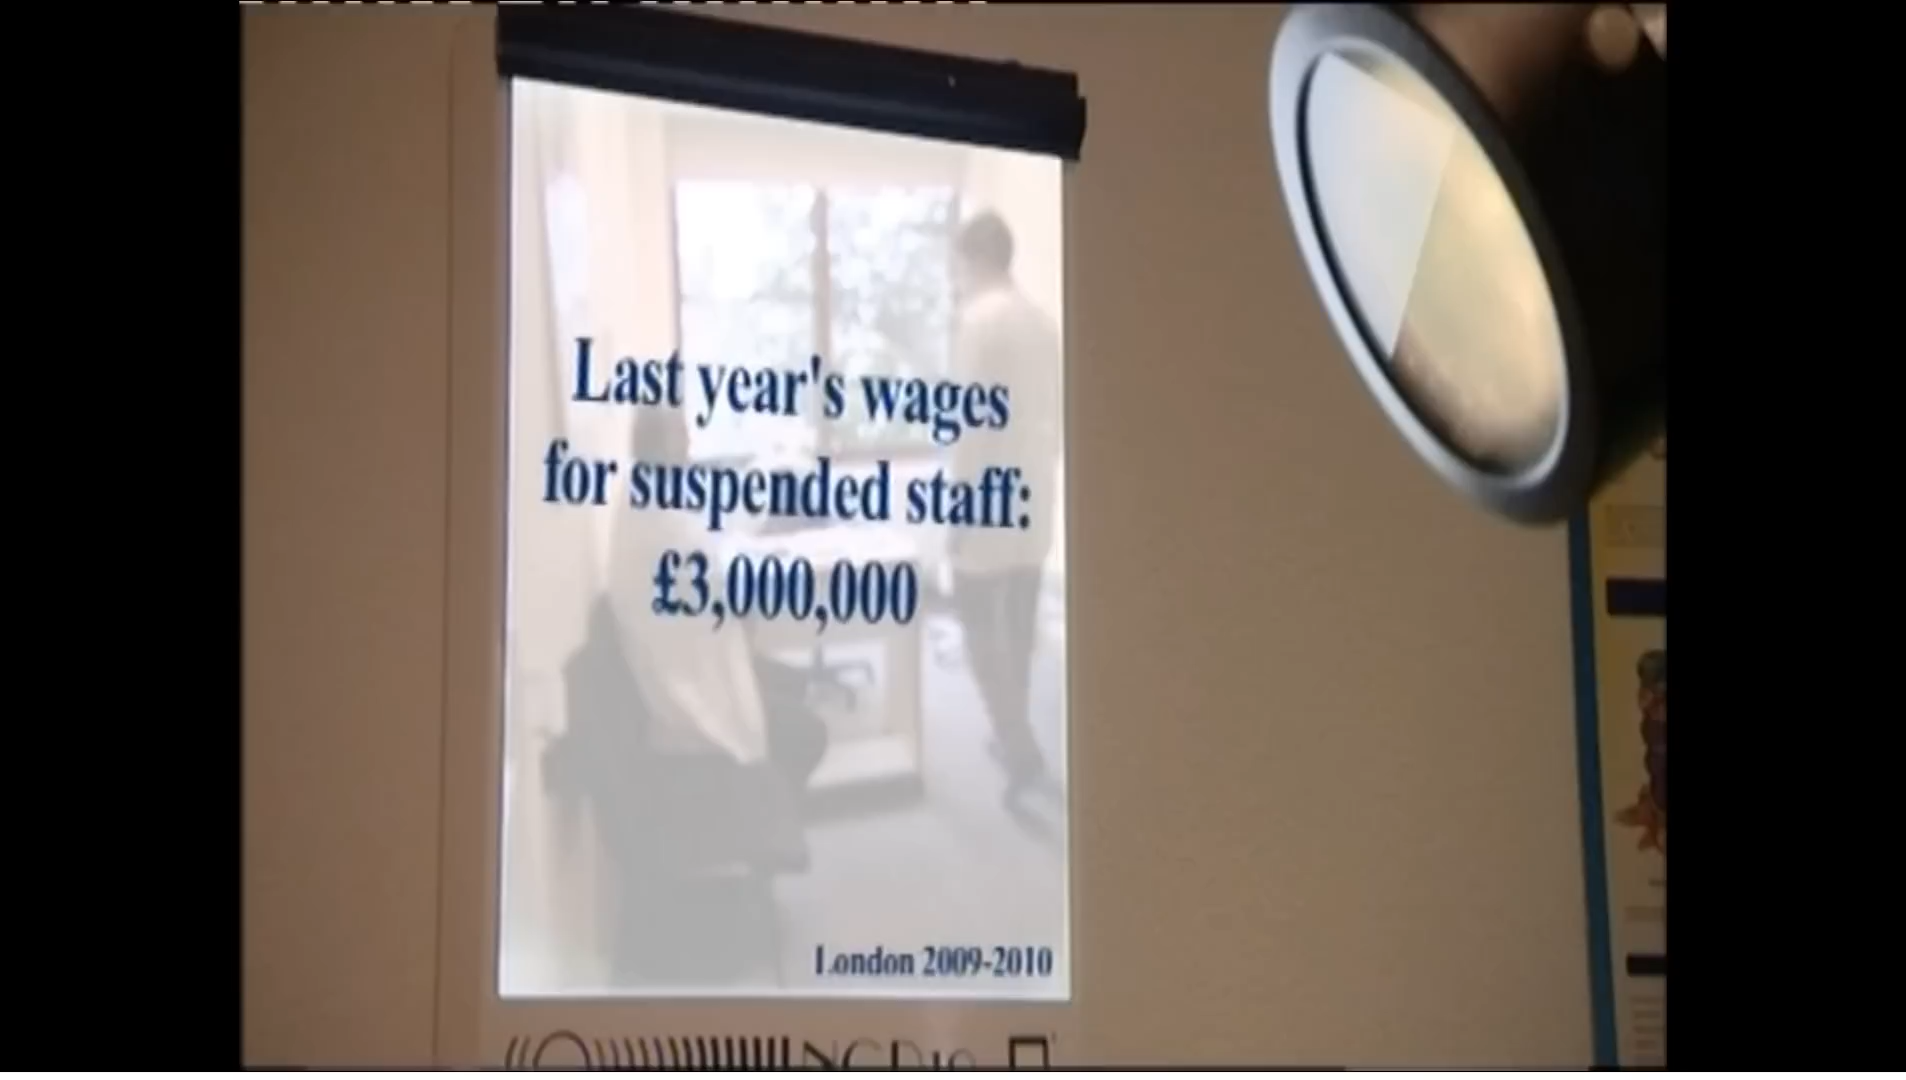 Last year's wages
for suspended staff:
£3,000,000
London 2009-2010